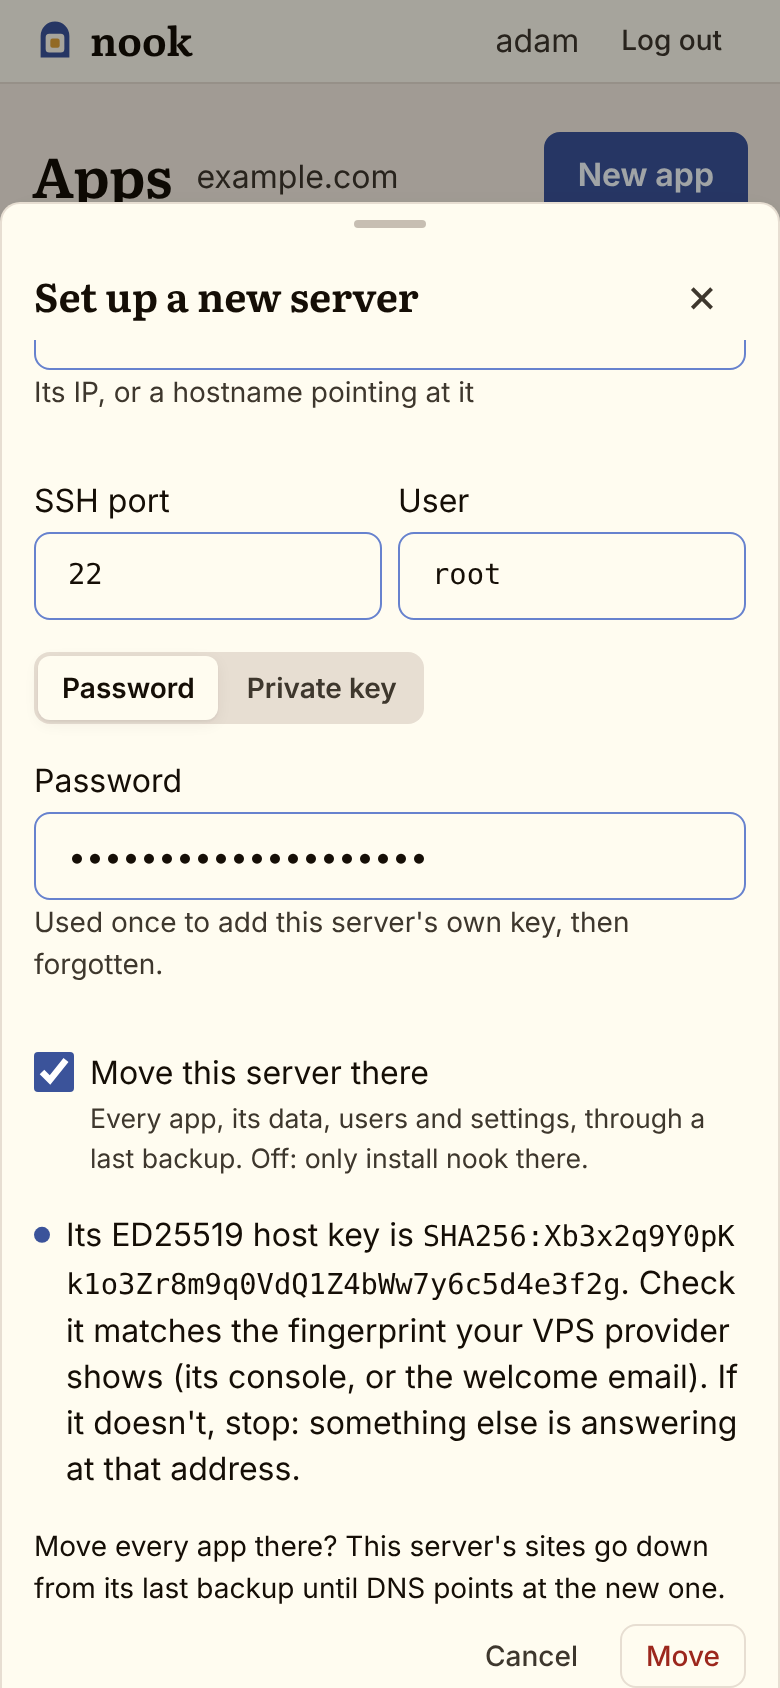 nook
adam
Log out
Apps
example.com
New app
Set up a new server
Its IP, or a hostname pointing at it
SSH port
User
22
root
Password
Private key
Password
••••••••••••••••••••
Used once to add this server's own key, then
forgotten.
Move this server there
Every app, its data, users and settings, through a
last backup. Off: only install nook there.
Its ED25519 host key is SHA256:Xb3x2q9Y0pK
k1o3Zr8m9q0VdQ1Z4bWw7y6c5d4e3f2g. Check
it matches the fingerprint your VPS provider
shows (its console, or the welcome email). If
it doesn't, stop: something else is answering
at that address.
Move every app there? This server's sites go down
from its last backup until DNS points at the new one.
Cancel
Move